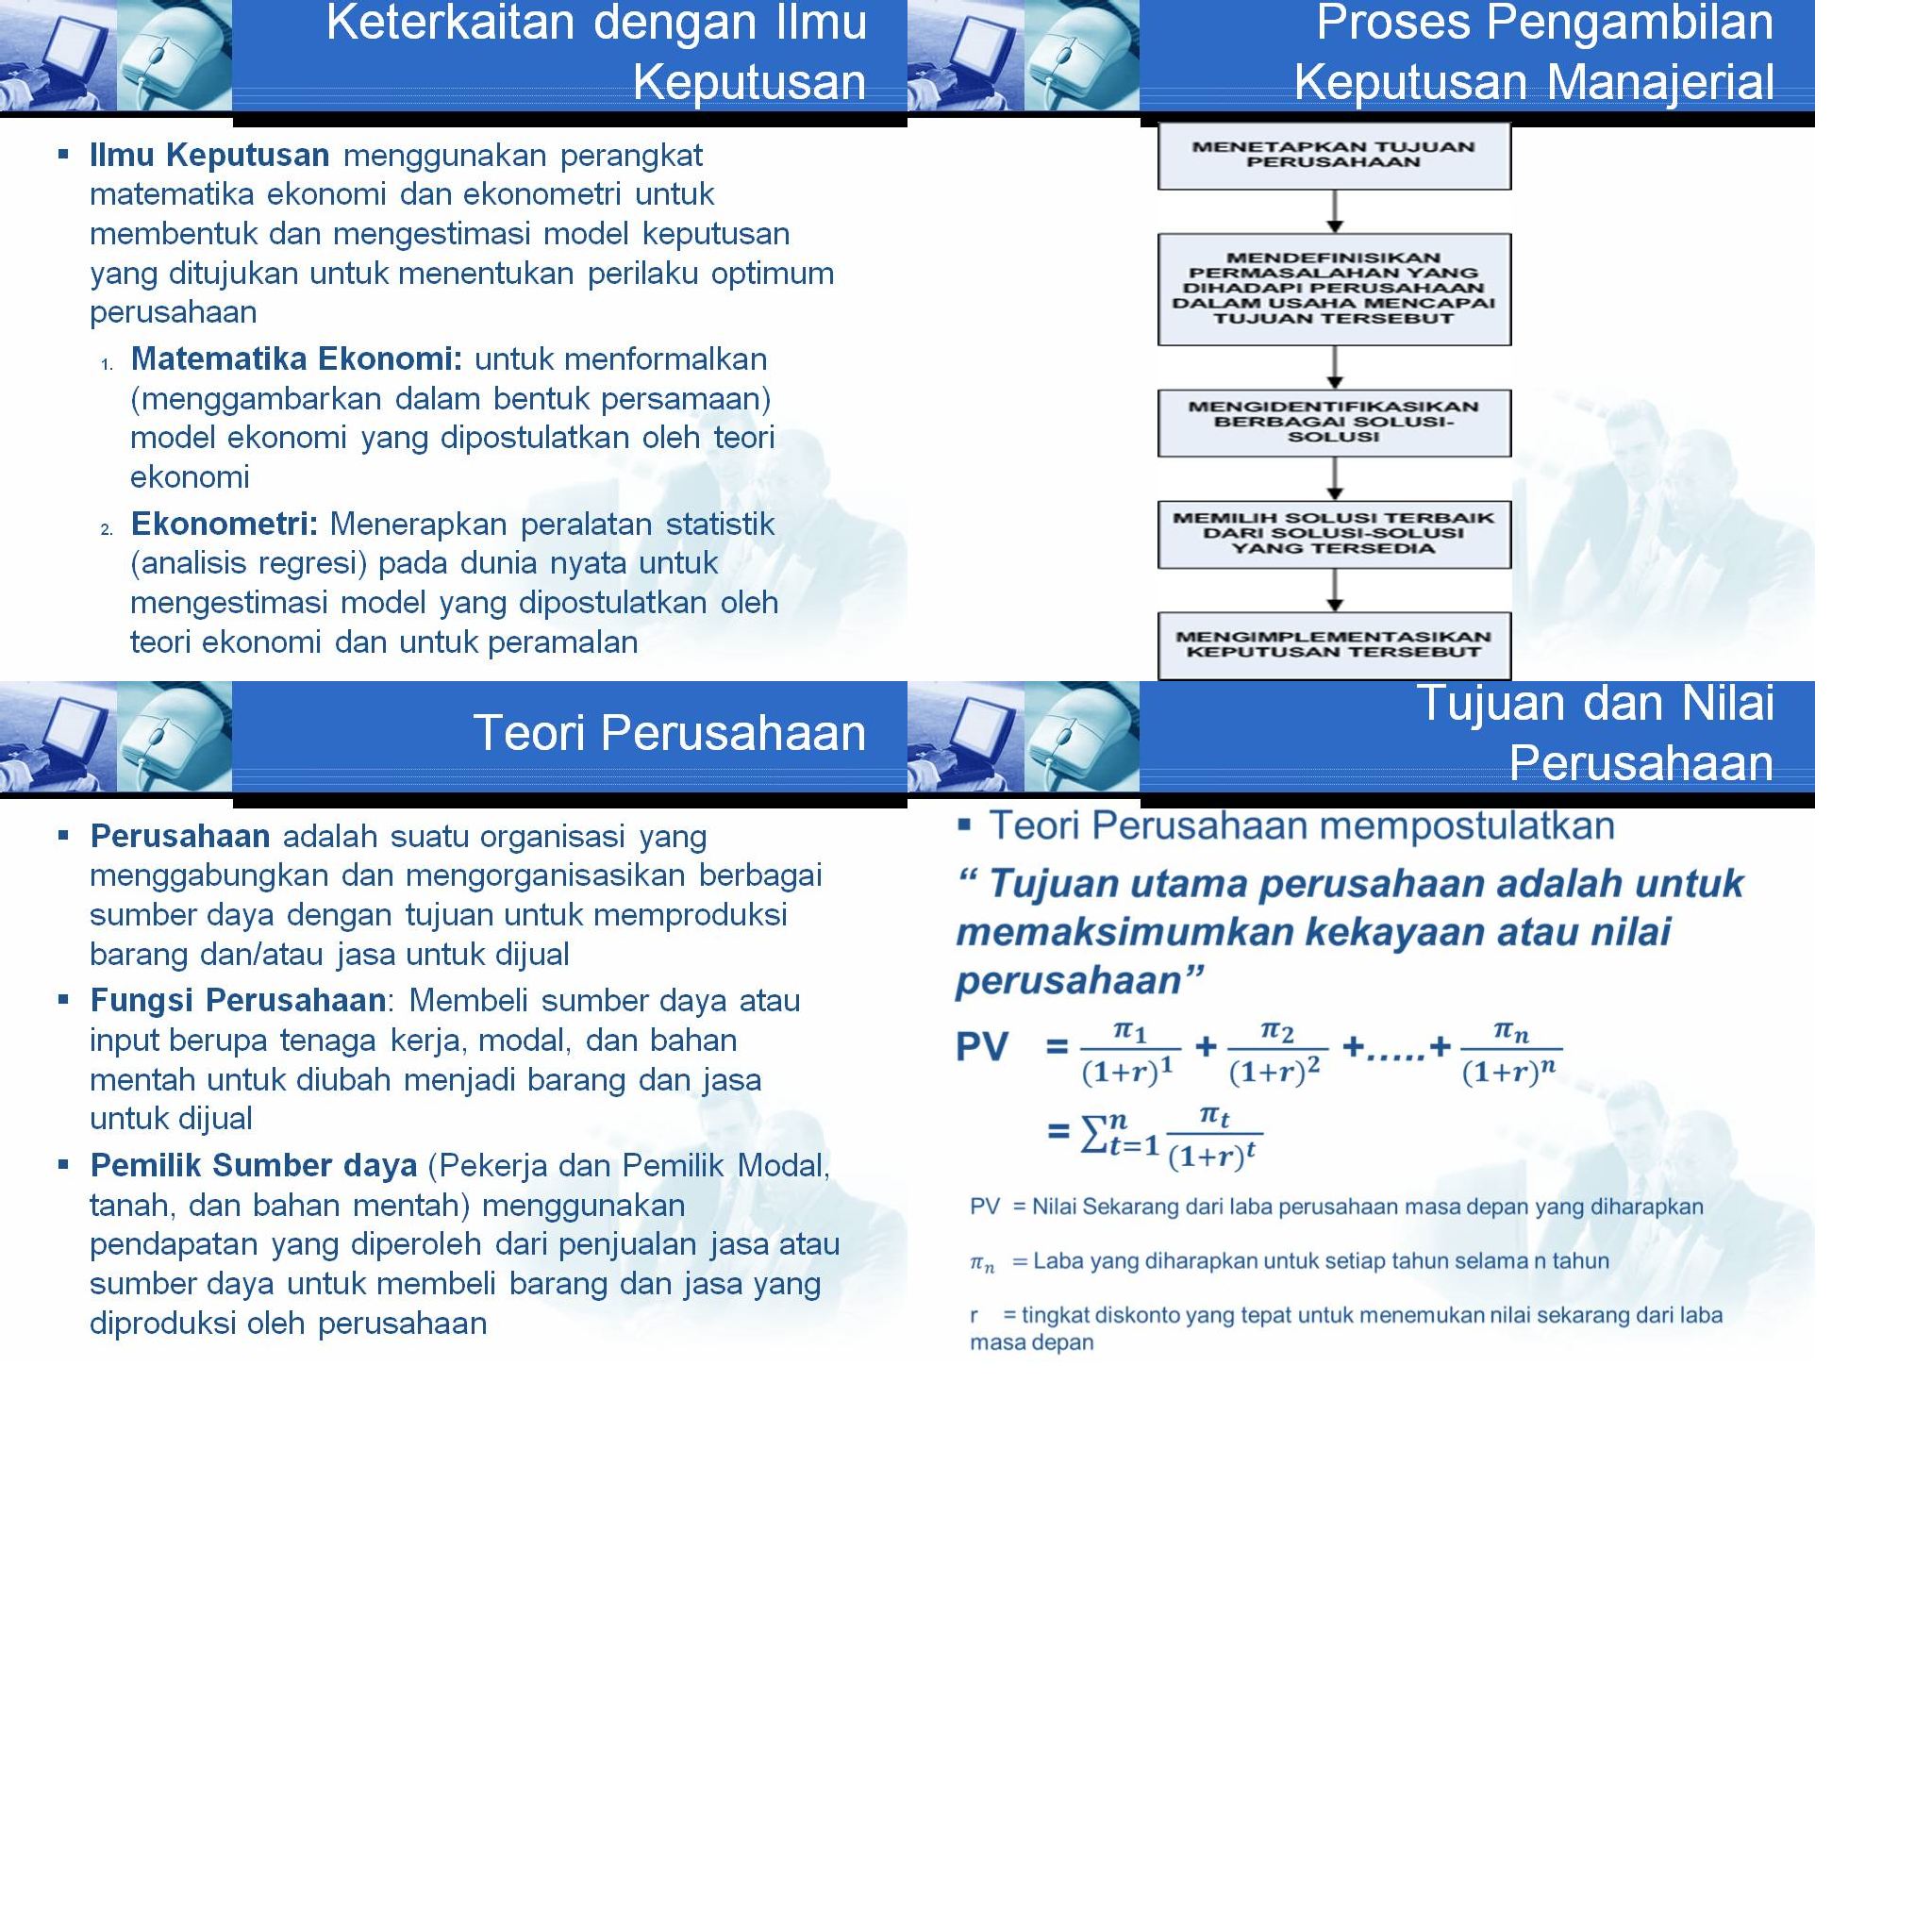 Keterkaitan dengan Ilmu
Keputusan
▪ Ilmu Keputusan menggunakan perangkat
matematika ekonomi dan ekonometri untuk
membentuk dan mengestimasi model keputusan
yang ditujukan untuk menentukan perilaku optimum
perusahaan
1. Matematika Ekonomi: untuk menformalkan
(menggambarkan dalam bentuk persamaan)
model ekonomi yang dipostulatkan oleh teori
ekonomi
2. Ekonometri: Menerapkan peralatan statistik
(analisis regresi) pada dunia nyata untuk
mengestimasi model yang dipostulatkan oleh
teori ekonomi dan untuk peramalan
Proses Pengambilan
Keputusan Manajerial
MENETAPKAN TUJUAN
PERUSAHAAN
MENDEFINISIKAN
PERMASALAHAN YANG
DIHADAPI PERUSAHAAN
DALAM USAHA MENCAPAI
TUJUAN TERSEBUT
MENGIDENTIFIKASIKAN
BERBAGAI SOLUSI-
SOLUSI
MEMILIH SOLUSI TERBAIK
DARI SOLUSI-SOLUSI
YANG TERSEDIA
MENGIMPLEMENTASIKAN
KEPUTUSAN TERSEBUT
Teori Perusahaan
▪ Perusahaan adalah suatu organisasi yang
menggabungkan dan mengorganisasikan berbagai
sumber daya dengan tujuan untuk memproduksi
barang dan/atau jasa untuk dijual
▪ Fungsi Perusahaan: Membeli sumber daya atau
input berupa tenaga kerja, modal, dan bahan
mentah untuk diubah menjadi barang dan jasa
untuk dijual
▪ Pemilik Sumber daya (Pekerja dan Pemilik Modal,
tanah, dan bahan mentah) menggunakan
pendapatan yang diperoleh dari penjualan jasa atau
sumber daya untuk membeli barang dan jasa yang
diproduksi oleh perusahaan
Tujuan dan Nilai
Perusahaan
▪ Teori Perusahaan mempostulatkan
“ Tujuan utama perusahaan adalah untuk
memaksimumkan kekayaan atau nilai
perusahaan”
PV = π₁/(1+r)¹ + π₂/(1+r)² +.....+ πₙ/(1+r)ⁿ
= ∑ⁿₜ₌₁ πₜ/(1+r)ᵗ
PV = Nilai Sekarang dari laba perusahaan masa depan yang diharapkan
πₙ = Laba yang diharapkan untuk setiap tahun selama n tahun
r = tingkat diskonto yang tepat untuk menemukan nilai sekarang dari laba
masa depan